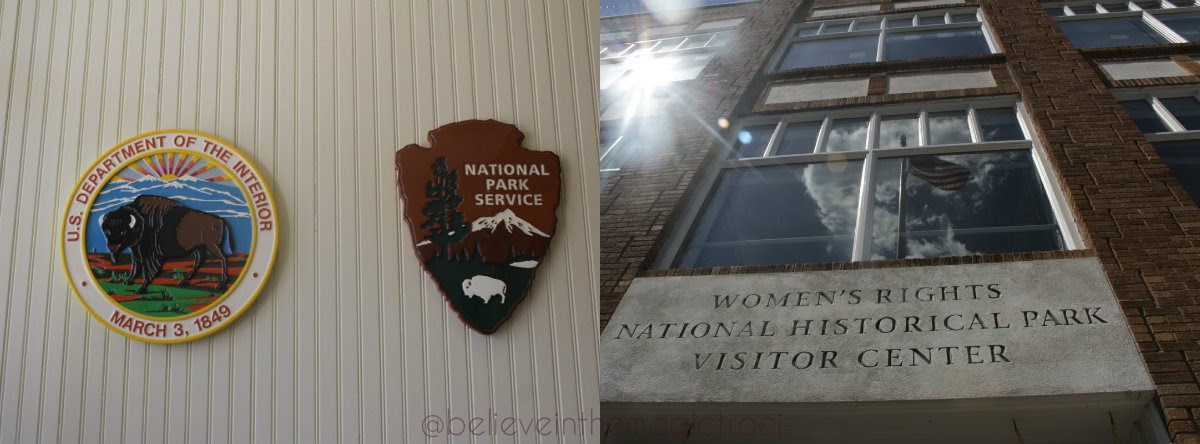 U.S. DEPARTMENT OF THE INTERIOR
MARCH 3, 1849
NATIONAL
PARK
SERVICE
WOMEN'S RIGHTS
NATIONAL HISTORICAL PARK
VISITOR CENTER
@believeinthemagictraci